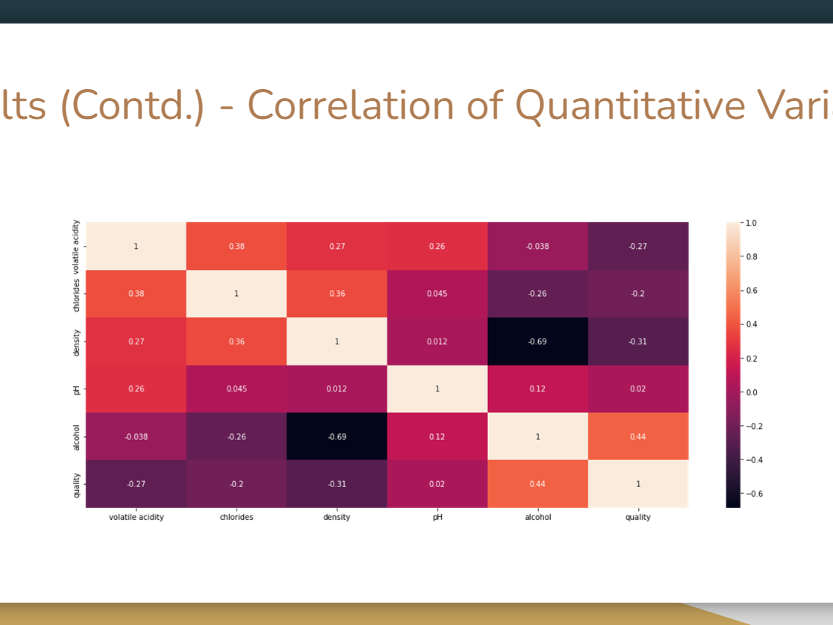 lts (Contd.) - Correlation of Quantitative Vari
volatile acidity 1 0.38 0.27 0.26 -0.038 -0.27
chlorides 0.38 1 0.36 0.045 -0.26 -0.2
density 0.27 0.36 1 0.012 -0.69 -0.31
pH 0.26 0.045 0.012 1 0.12 0.02
alcohol -0.038 -0.26 -0.69 0.12 1 0.44
quality -0.27 -0.2 -0.31 0.02 0.44 1
volatile acidity chlorides density pH alcohol quality
1.0
0.8
0.6
0.4
0.2
0.0
−0.2
−0.4
−0.6